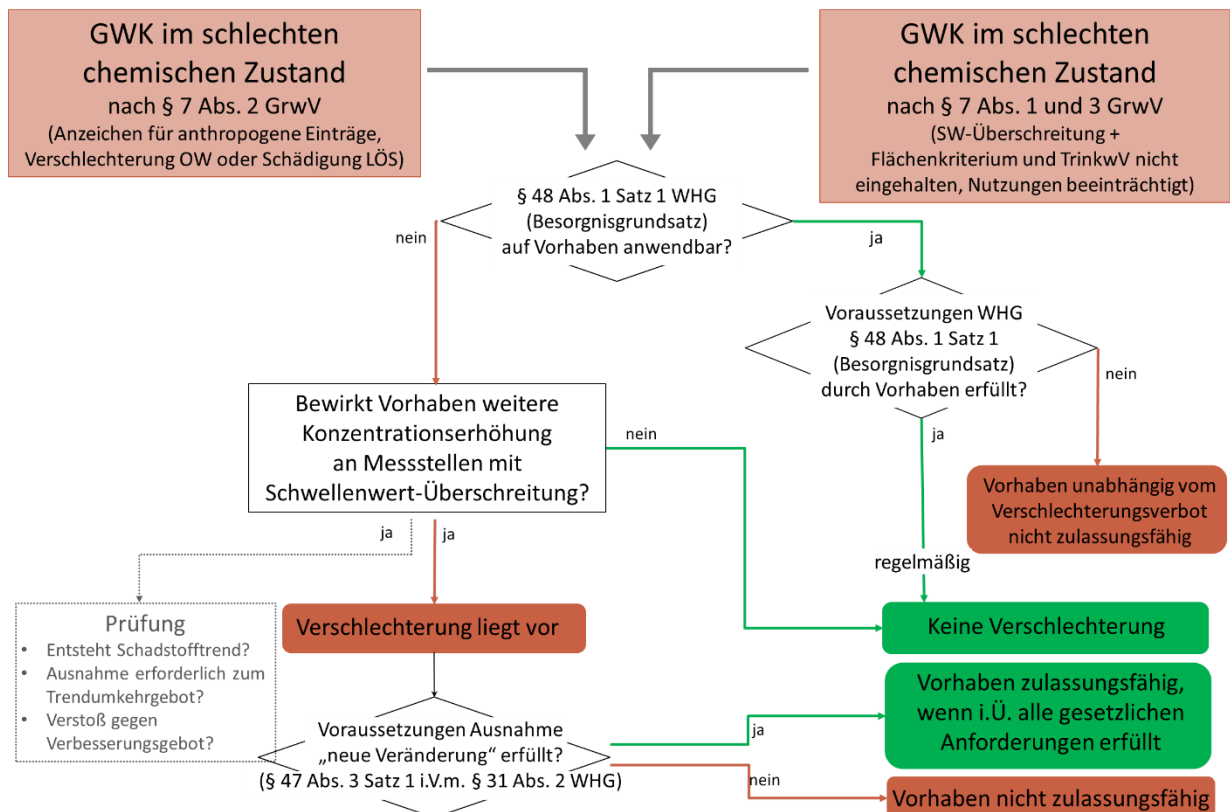 GWK im schlechten
chemischen Zustand
nach § 7 Abs. 2 GrwV
(Anzeichen für anthropogene Einträge,
Verschlechterung OW oder Schädigung LÖS)
GWK im schlechten
chemischen Zustand
nach § 7 Abs. 1 und 3 GrwV
(SW-Überschreitung +
Flächenkriterium und TrinkwV nicht
eingehalten, Nutzungen beeinträchtigt)
§ 48 Abs. 1 Satz 1 WHG
(Besorgnisgrundsatz)
auf Vorhaben anwendbar?
nein
ja
Voraussetzungen WHG
§ 48 Abs. 1 Satz 1
(Besorgnisgrundsatz)
durch Vorhaben erfüllt?
nein
ja
Bewirkt Vorhaben weitere
Konzentrationserhöhung
an Messstellen mit
Schwellenwert-Überschreitung?
nein
ja
ja
Vorhaben unabhängig vom
Verschlechterungsverbot
nicht zulassungsfähig
regelmäßig
Prüfung
• Entsteht Schadstofftrend?
• Ausnahme erforderlich zum
Trendumkehrgebot?
• Verstoß gegen
Verbesserungsgebot?
Verschlechterung liegt vor
Keine Verschlechterung
Voraussetzungen Ausnahme
„neue Veränderung“ erfüllt?
(§ 47 Abs. 3 Satz 1 i.V.m. § 31 Abs. 2 WHG)
ja
nein
Vorhaben zulassungsfähig,
wenn i.Ü. alle gesetzlichen
Anforderungen erfüllt
Vorhaben nicht zulassungsfähig